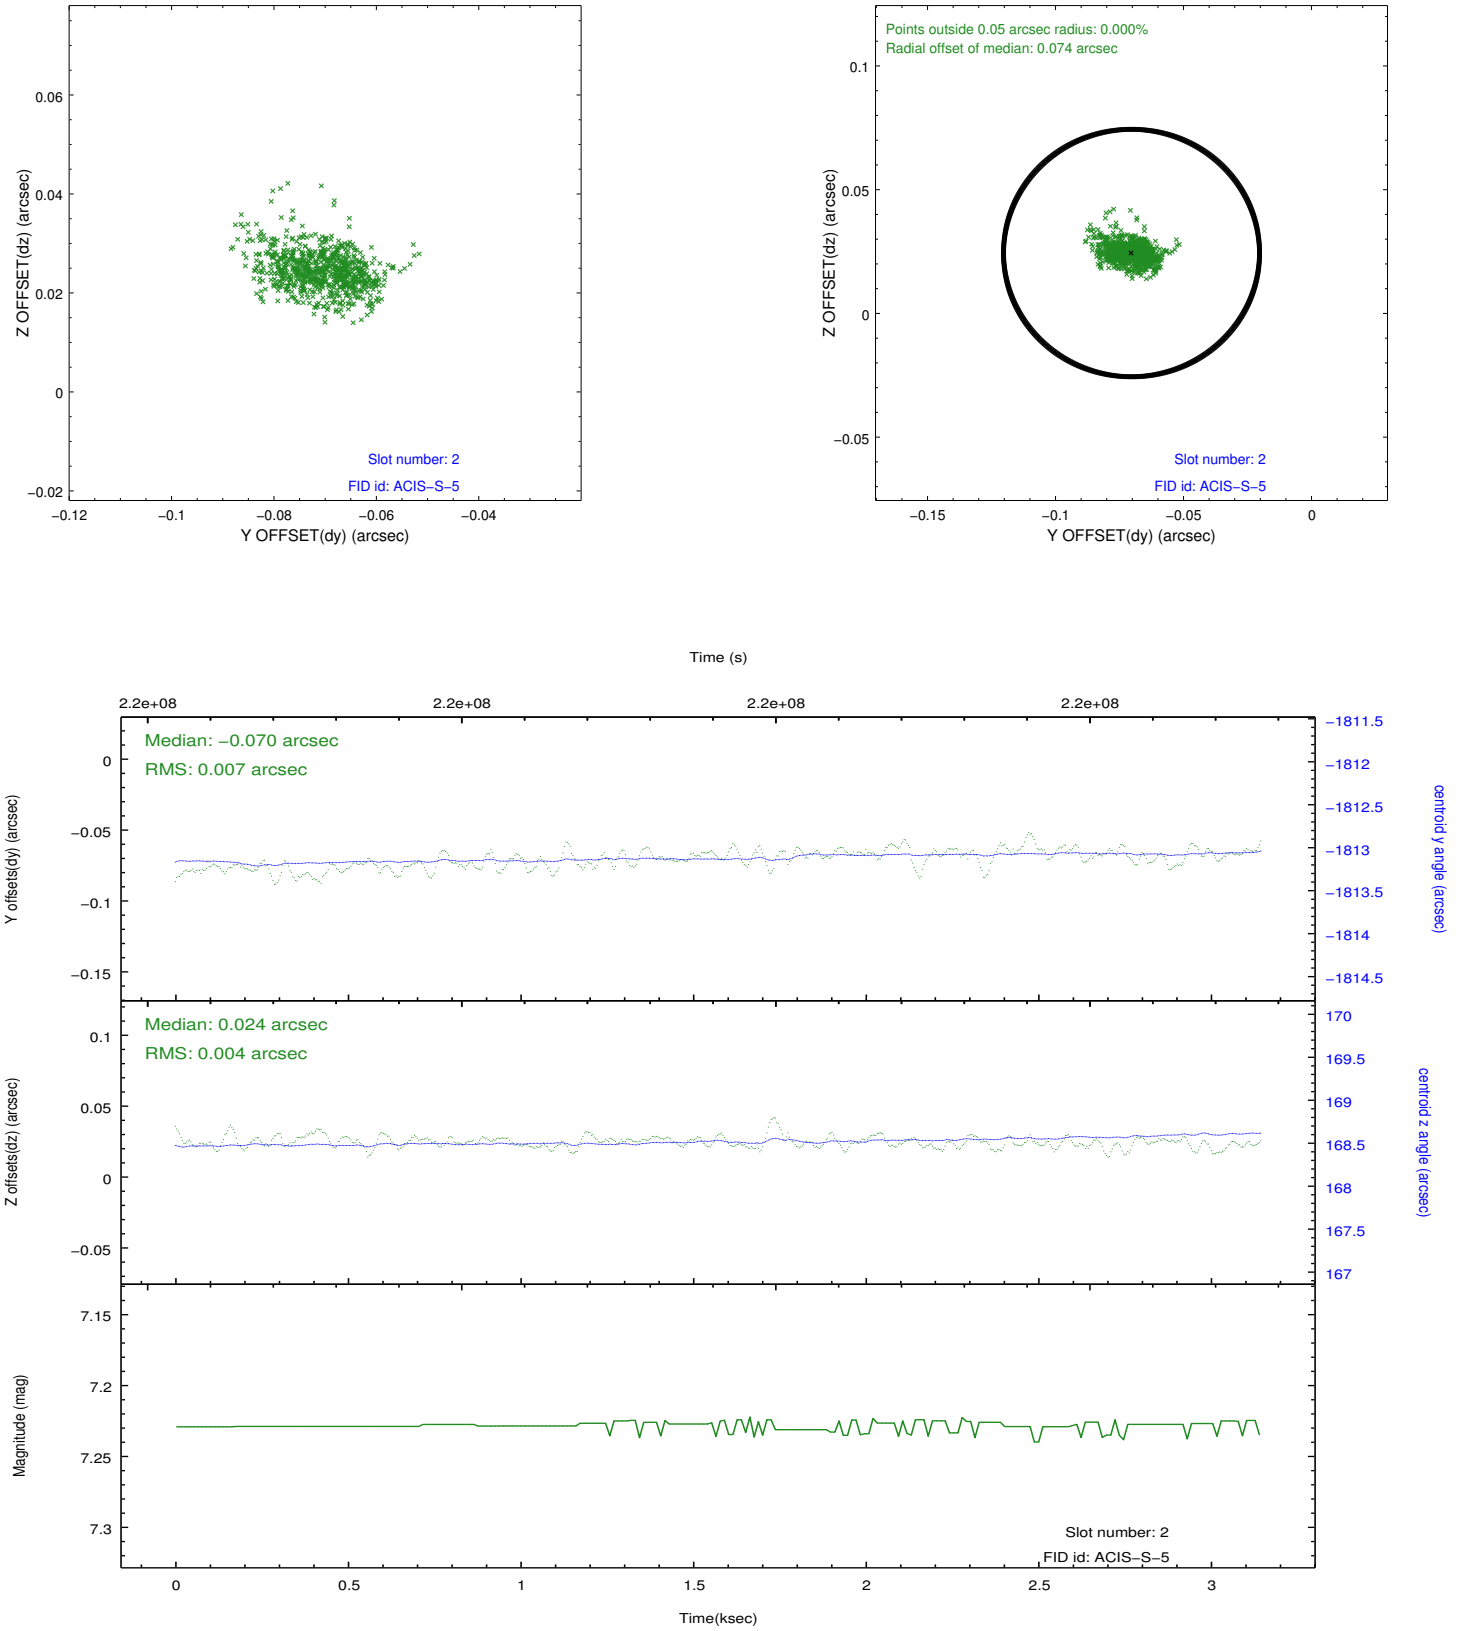 0.06
0.04
0.02
0
−0.02
−0.12
−0.1
−0.08
−0.06
−0.04
Z OFFSET(dz) (arcsec)
Y OFFSET(dy) (arcsec)
Slot number: 2
FID id: ACIS−S−5
Points outside 0.05 arcsec radius: 0.000%
Radial offset of median: 0.074 arcsec
0.1
0.05
0
−0.05
−0.15
−0.1
−0.05
0
Z OFFSET(dz) (arcsec)
Y OFFSET(dy) (arcsec)
Slot number: 2
FID id: ACIS−S−5
Time (s)
2.2e+08
2.2e+08
2.2e+08
2.2e+08
Median: −0.070 arcsec
RMS: 0.007 arcsec
0
−0.05
−0.1
−0.15
Y offsets(dy) (arcsec)
−1811.5
−1812
−1812.5
−1813
−1813.5
−1814
−1814.5
centroid y angle (arcsec)
Median: 0.024 arcsec
RMS: 0.004 arcsec
0.1
0.05
0
−0.05
Z offsets(dz) (arcsec)
170
169.5
169
168.5
168
167.5
167
centroid z angle (arcsec)
7.15
7.2
7.25
7.3
Magnitude (mag)
Slot number: 2
FID id: ACIS−S−5
0
0.5
1
1.5
2
2.5
3
Time(ksec)